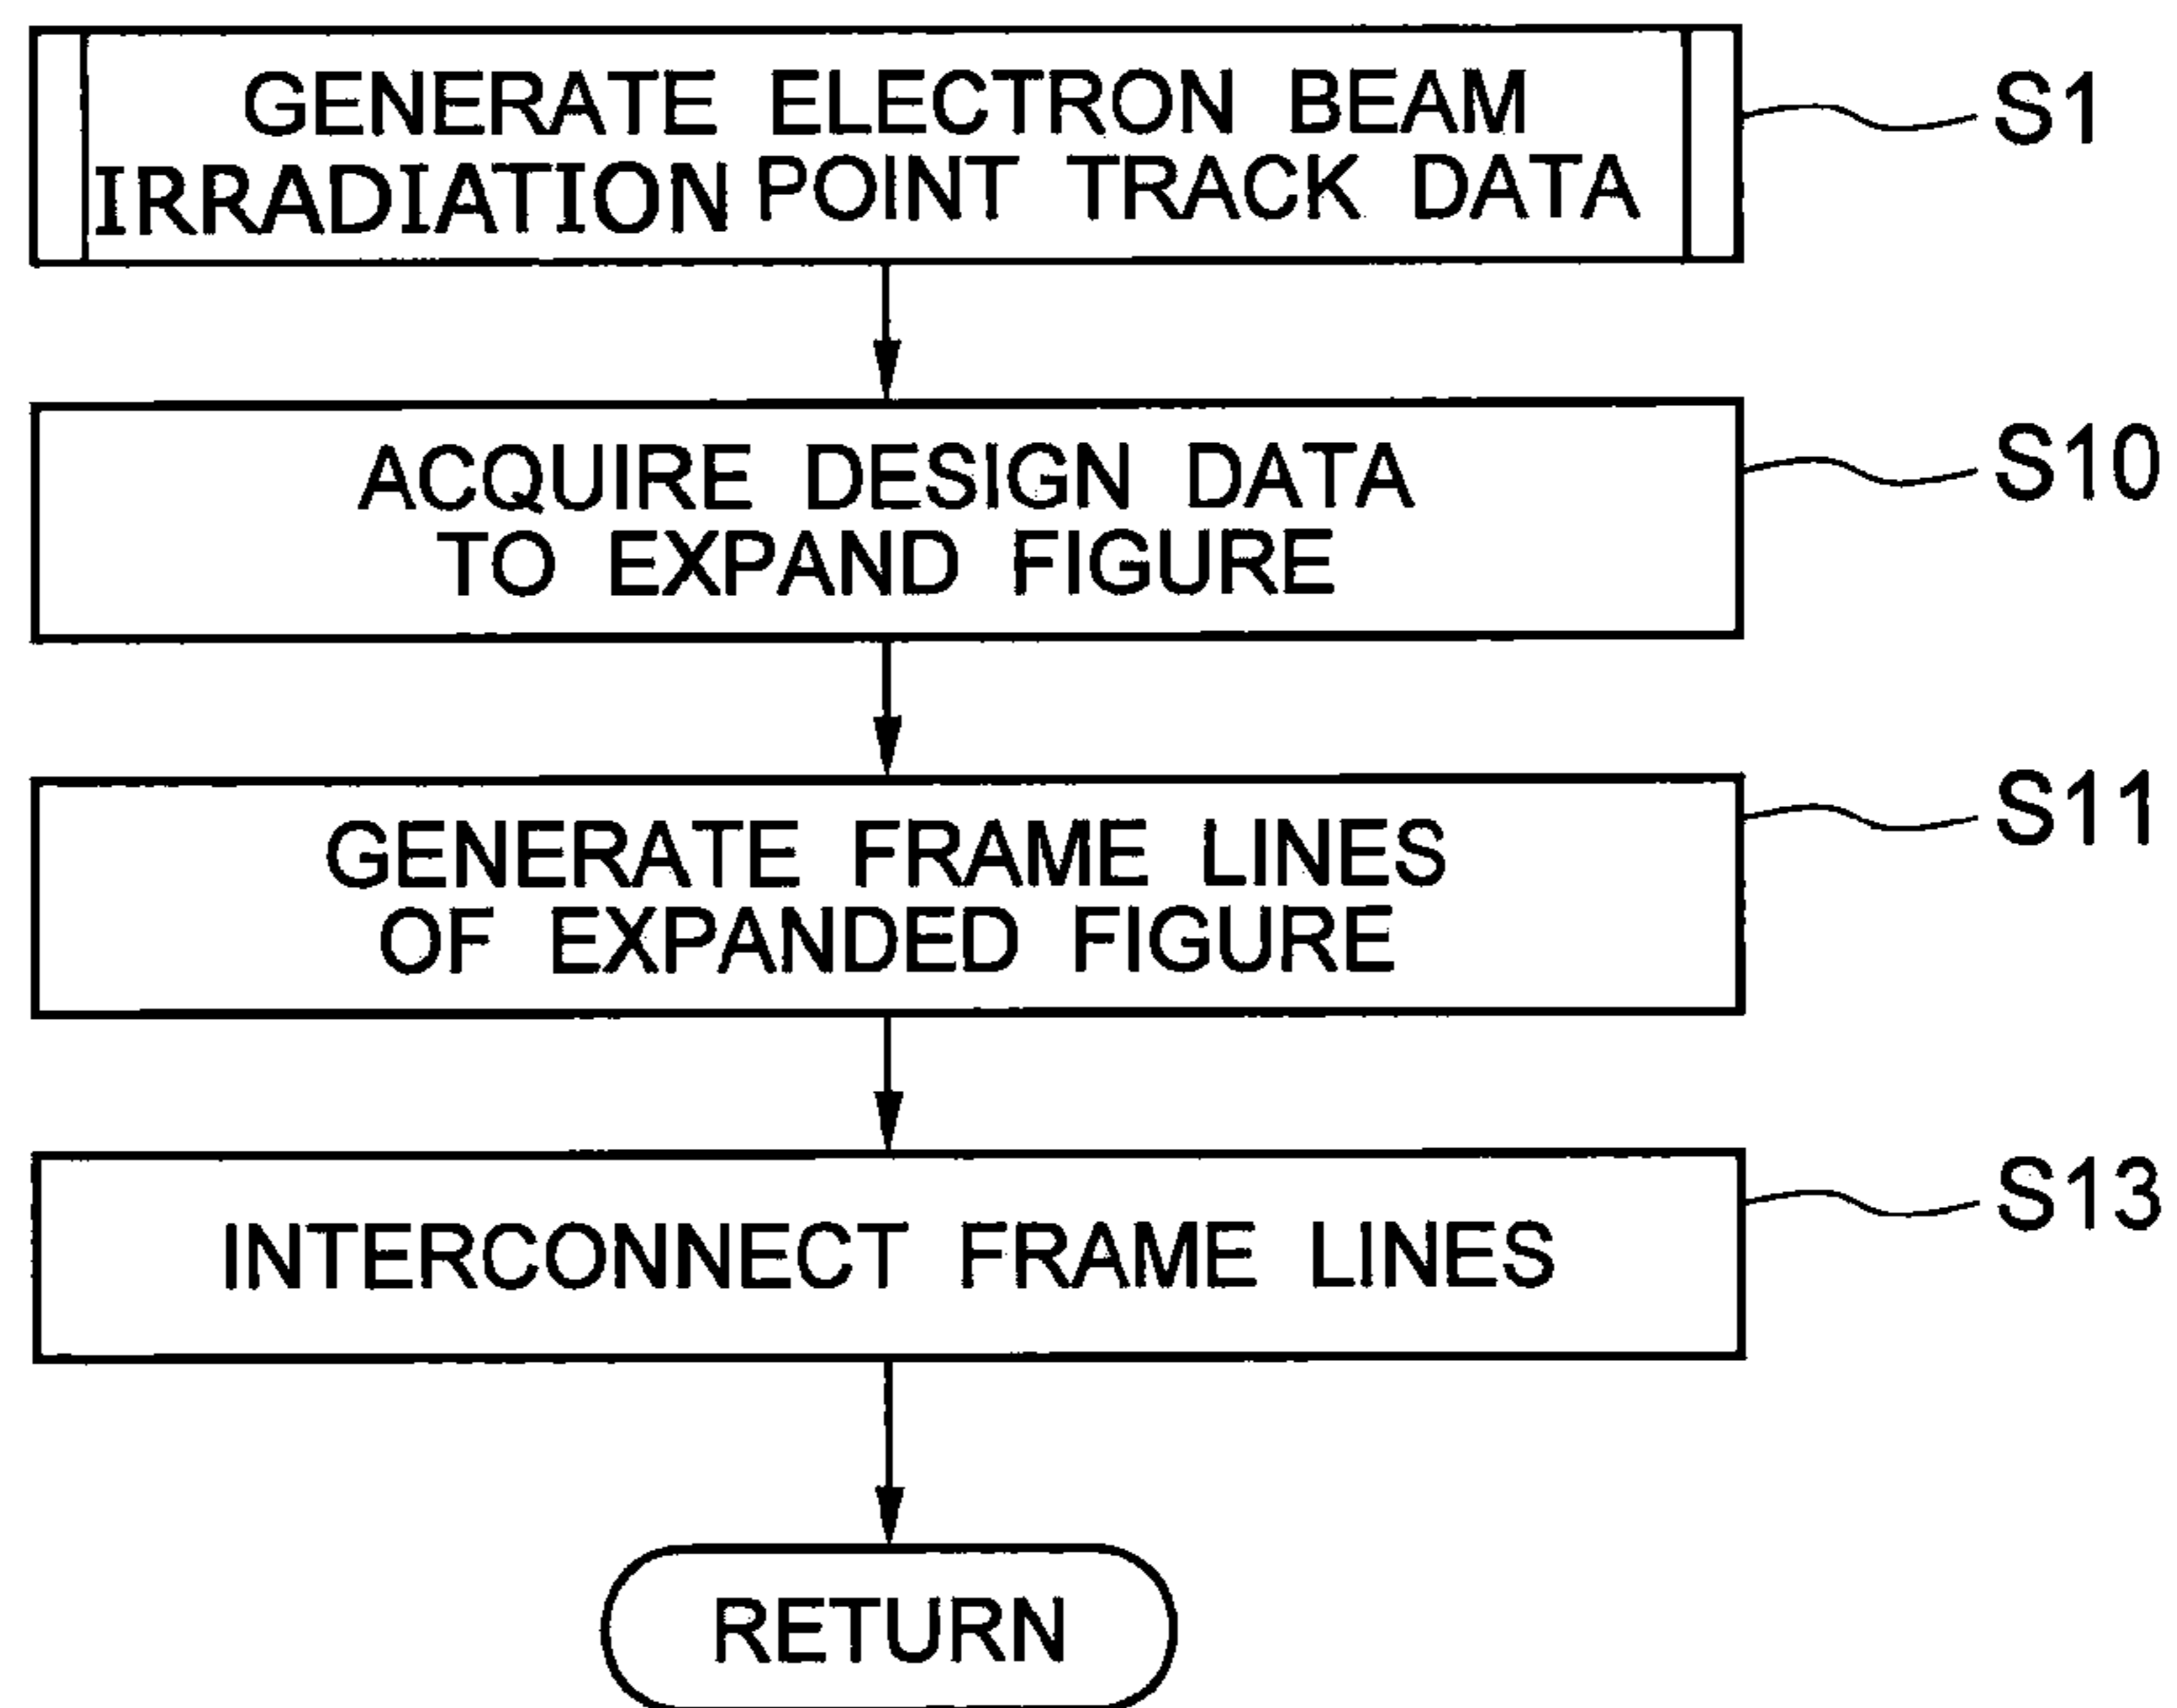 GENERATE ELECTRON BEAM
IRRADIATION POINT TRACK DATA
S1
ACQUIRE DESIGN DATA
TO EXPAND FIGURE
S10
GENERATE FRAME LINES
OF EXPANDED FIGURE
S11
INTERCONNECT FRAME LINES
S13
RETURN